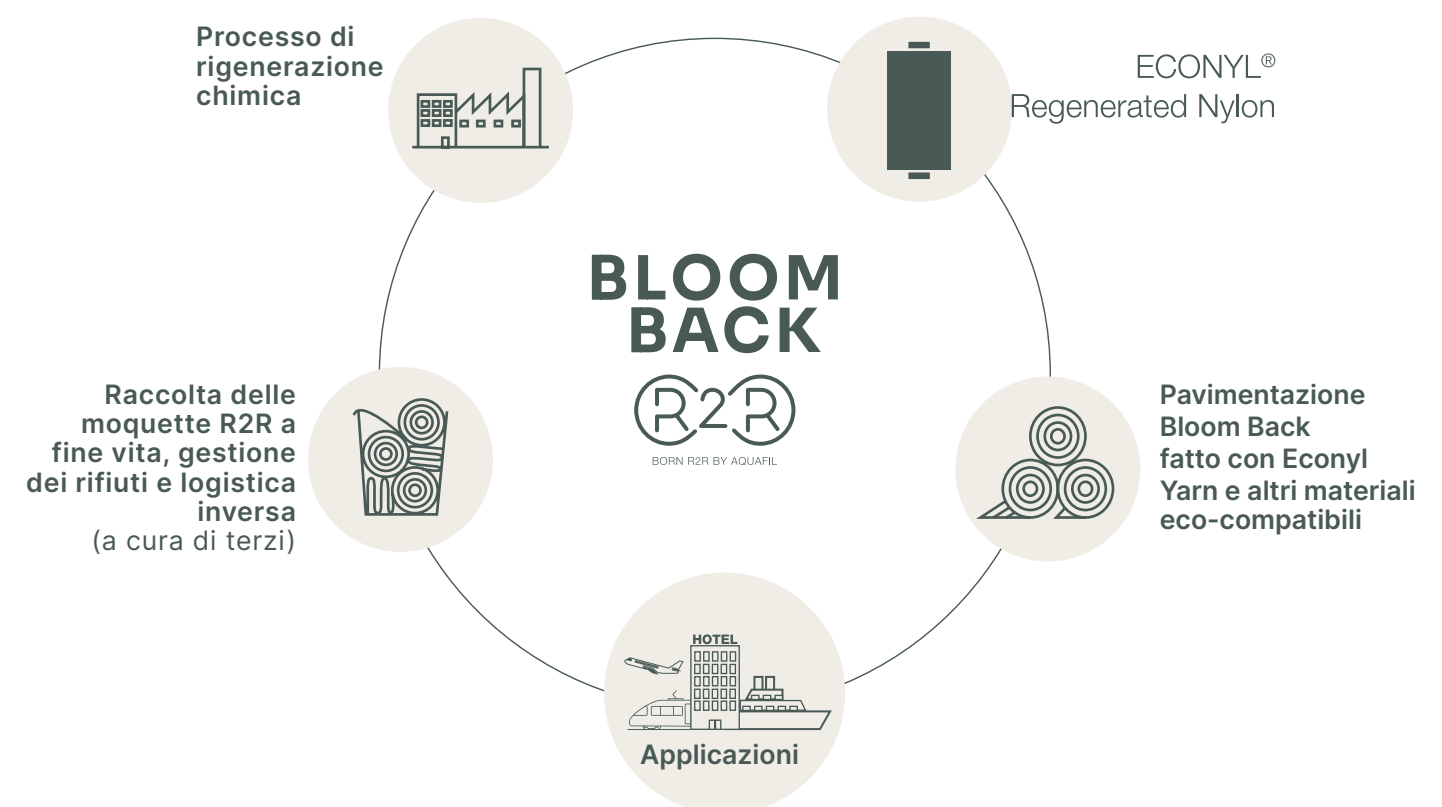 Processo di
rigenerazione
chimica
ECONYL®
Regenerated Nylon
BLOOM
BACK
R2R
BORN R2R BY AQUAFIL
Raccolta delle
moquette R2R a
fine vita, gestione
dei rifiuti e logistica
inversa
(a cura di terzi)
Pavimentazione
Bloom Back
fatto con Econyl
Yarn e altri materiali
eco-compatibili
HOTEL
Applicazioni